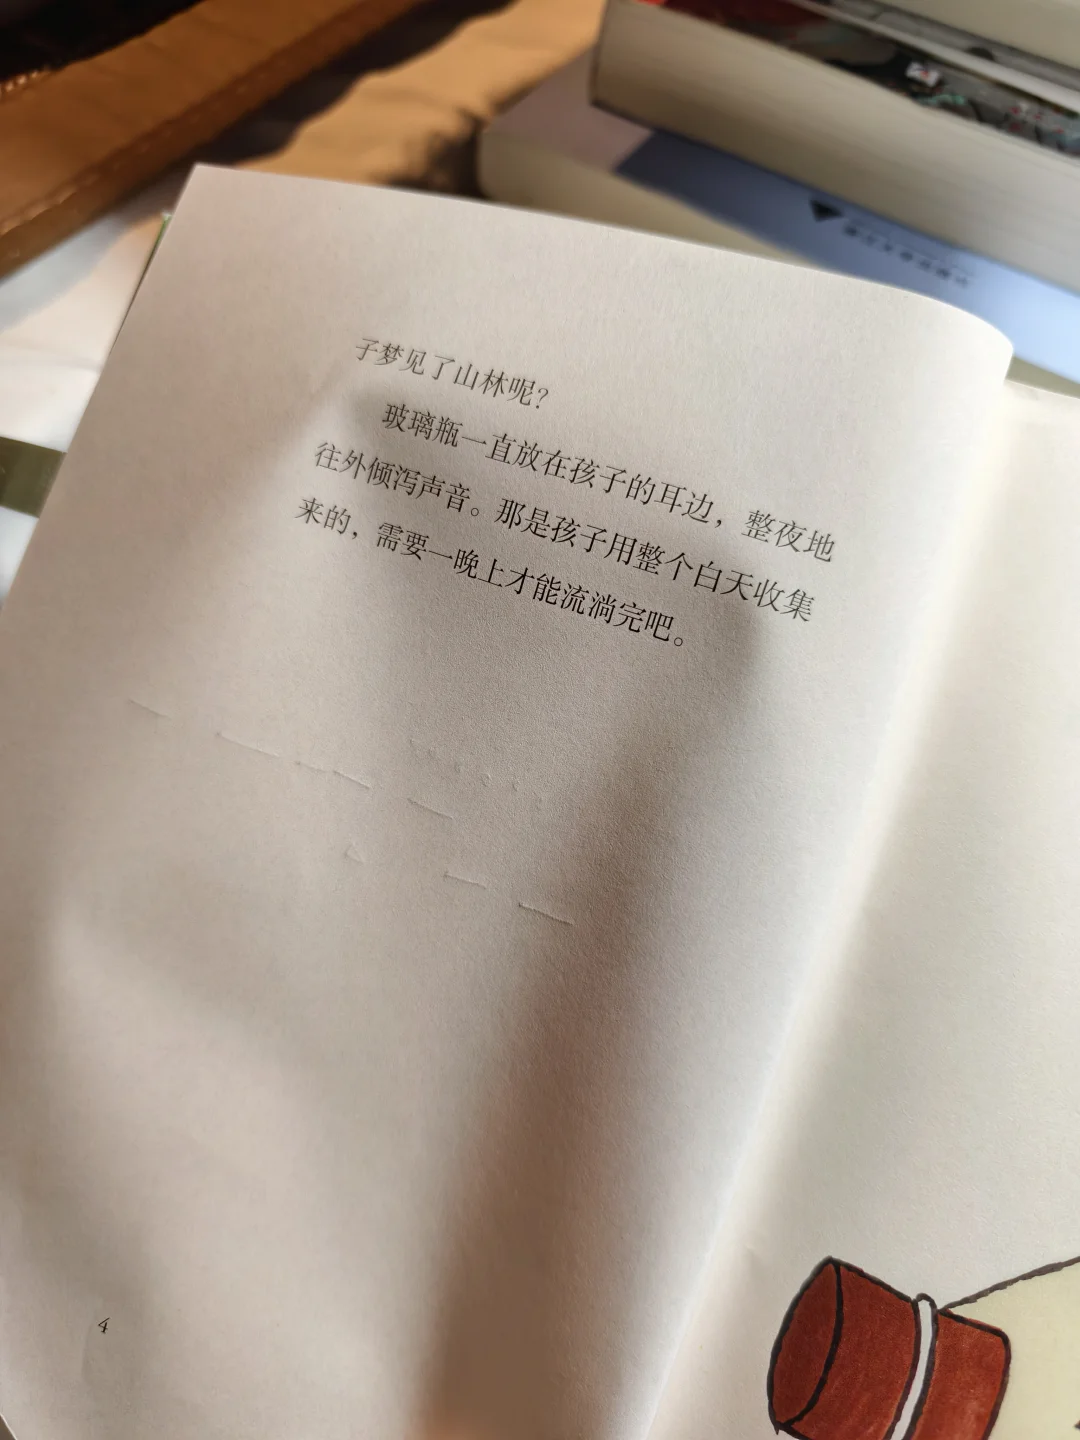 子梦见了山林呢？
玻璃瓶一直放在孩子的耳边，整夜地
往外倾泻声音。那是孩子用整个白天收集
来的，需要一晚上才能流淌完吧。
4